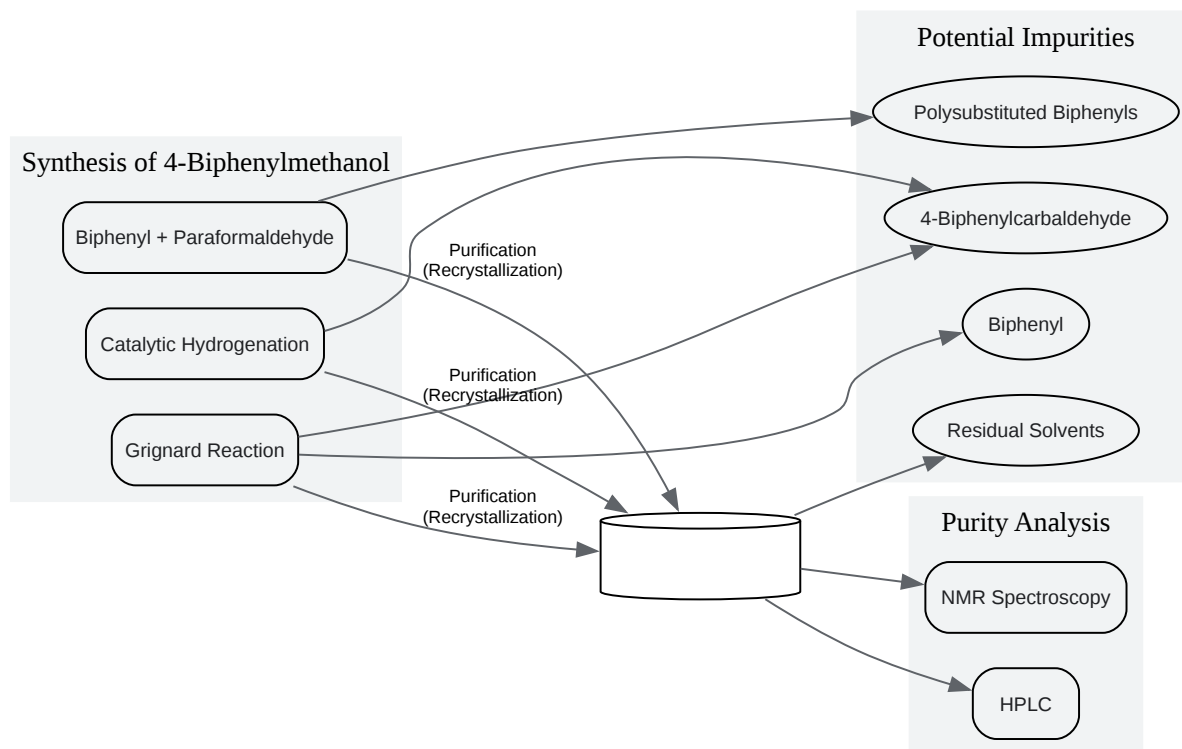 Synthesis of 4-Biphenylmethanol
Biphenyl + Paraformaldehyde
Catalytic Hydrogenation
Grignard Reaction
Purification
(Recrystallization)
Purification
(Recrystallization)
Purification
(Recrystallization)
Potential Impurities
Polysubstituted Biphenyls
4-Biphenylcarbaldehyde
Biphenyl
Residual Solvents
Purity Analysis
NMR Spectroscopy
HPLC